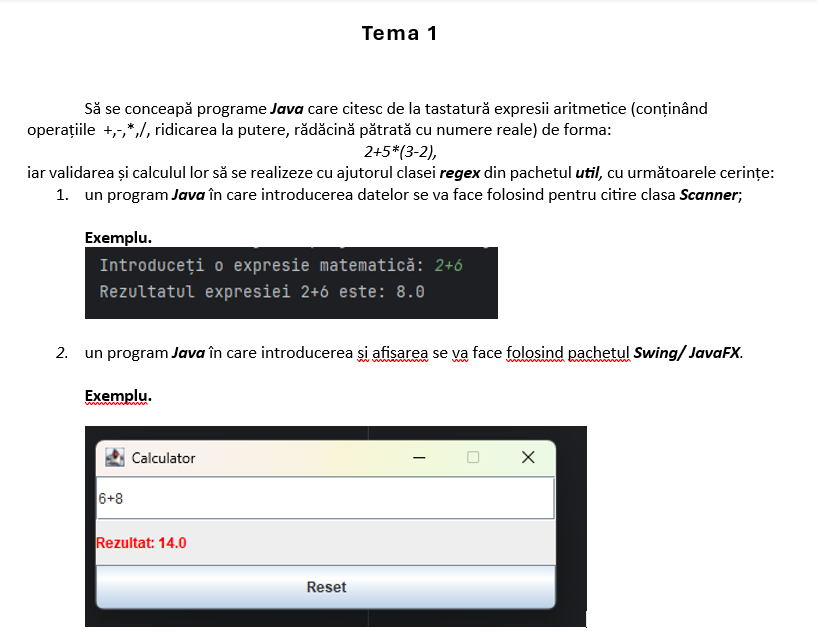 Tema 1
Să se conceapă programe Java care citesc de la tastatură expresii aritmetice (conținând
operațiile +,-,*,/, ridicarea la putere, rădăcină pătrată cu numere reale) de forma:
2+5*(3-2),
iar validarea și calculul lor să se realizeze cu ajutorul clasei regex din pachetul util, cu următoarele cerințe:
1. un program Java în care introducerea datelor se va face folosind pentru citire clasa Scanner;
Exemplu.
Introduceți o expresie matematică: 2+6
Rezultatul expresiei 2+6 este: 8.0
2. un program Java în care introducerea si afisarea se va face folosind pachetul Swing/ JavaFX.
Exemplu.
Calculator
6+8
Rezultat: 14.0
Reset